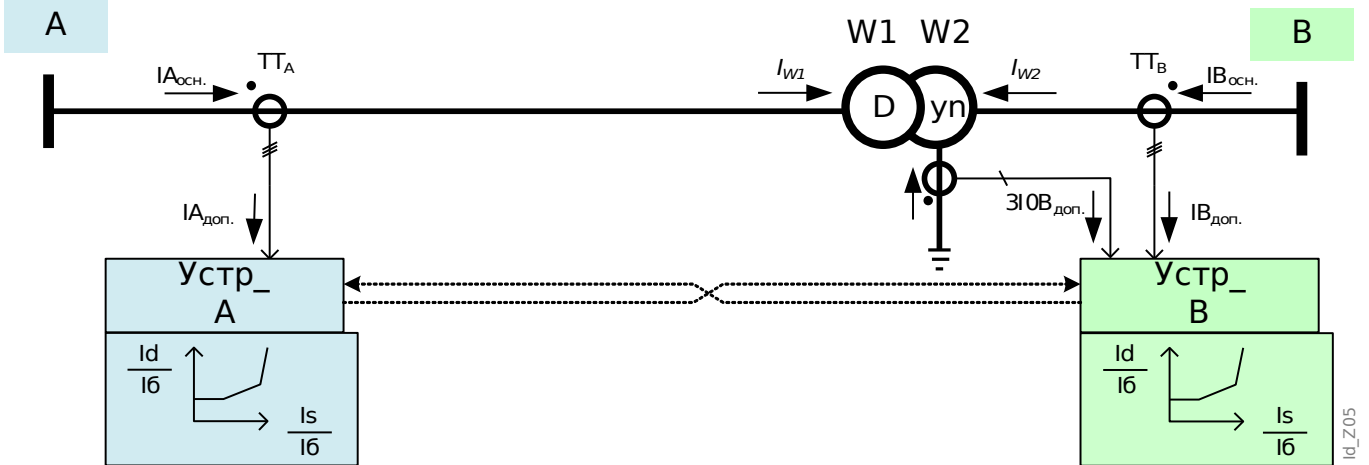 A
W1 W2
B
IAосн.
TTA
IW1
IW2
TTB
IBосн.
D
yn
IAдоп.
3I0Bдоп.
IBдоп.
Устр_
A
Устр_
B
Id
Iб
Is
Iб
Id
Iб
Is
Iб
Id_Z05